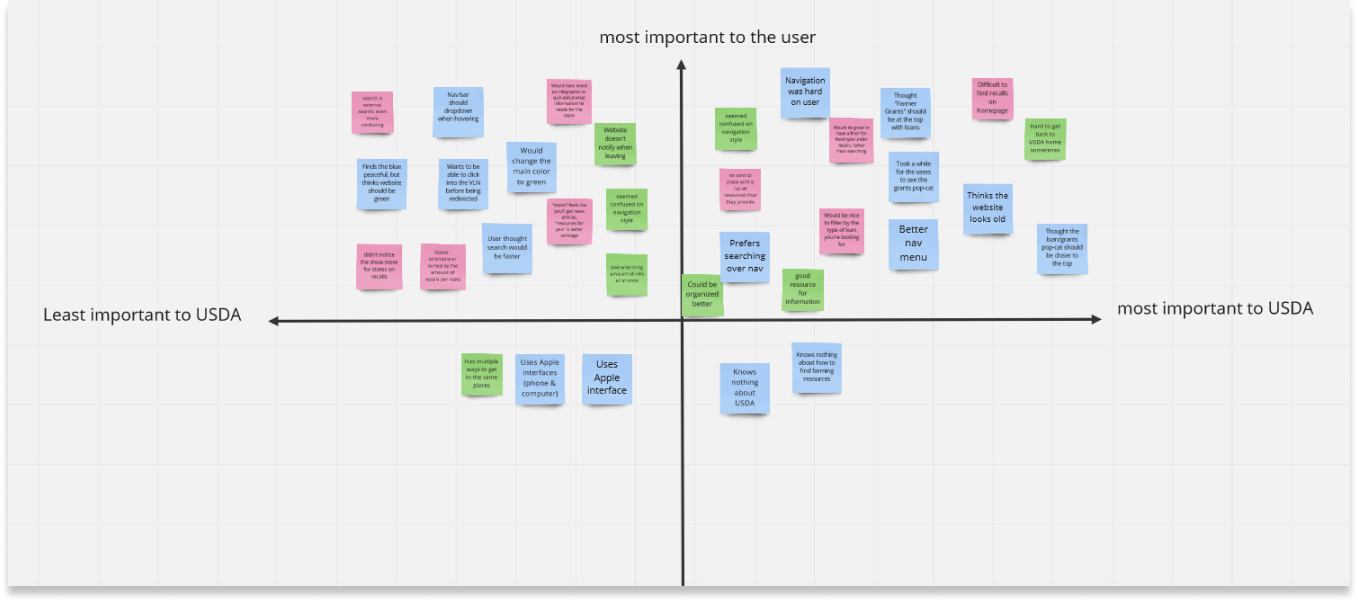 most important to the user
Least important to USDA
most important to USDA
search is
external
search, even
more
confusing
Nav bar
should
dropdown
when hovering
Would have loved
an infographic or
quiz about what
information he
needs for the
loans
Website
doesn't
notify when
leaving
Finds the blue
peaceful, but
thinks website
should be
green
Wants to be
able to click
into the VLN
before being
redirected
Would
change the
main color
to green
seemed
confused on
navigation
style
"topics" feels like
you'll get news
articles,
"resources for
you" is better
verbiage
User thought
search would
be faster
didn't notice
the show more
for states on
recalls
sorted by the
amount of
recalls per state
overwhelming
amount of info
all at once
Navigation
was hard
on user
seemed
confused on
navigation
style
Would be great to
have a filter for
food type under
recalls, rather
than searching
Thought
"Farmer
Grants" should
be at the top
with loans
Difficult to
find recalls
on
homepage
Hard to get
back to
USDA home
sometimes
no central
place with a
list of
resources that
they provide
Took a while
for the users
to see the
grants pop-cat
Thinks the
website
looks old
Would be nice
to filter by the
type of loan
you're looking
for
Better
nav
menu
Thought the
loan/grants
pop-cat should
be closer to
the top
Prefers
searching
over nav
Could be
organized
better
good
resource
for
information
Has multiple
ways to get
to the same
places
Uses Apple
interfaces
(phone &
computer)
Uses
Apple
interface
Knows
nothing
about
USDA
Knows nothing
about how to
find farming
resources